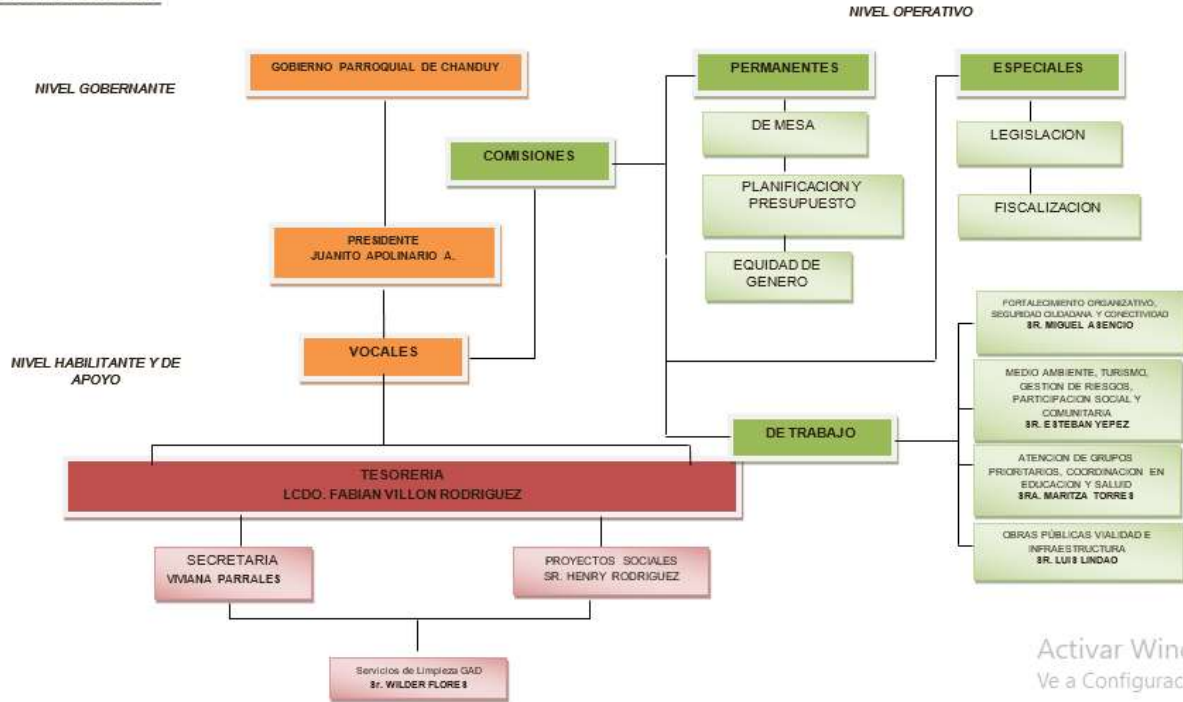 NIVEL OPERATIVO
NIVEL GOBERNANTE
GOBIERNO PARROQUIAL DE CHANDUY
PERMANENTES
ESPECIALES
DE MESA
LEGISLACION
COMISIONES
PLANIFICACION Y
PRESUPUESTO
FISCALIZACION
PRESIDENTE
JUANITO APOLINARIO A.
EQUIDAD DE
GENERO
FORTALECIMIENTO ORGANIZATIVO,
SEGURIDAD CIUDADANA Y CONECTIVIDAD
SR. MIGUEL ASENCIO
NIVEL HABILITANTE Y DE
APOYO
VOCALES
MEDIO AMBIENTE, TURISMO,
GESTION DE RIESGOS,
PARTICIPACION SOCIAL Y
COMUNITARIA
SR. ESTEBAN YEPEZ
DE TRABAJO
TESORERIA
LCDO. FABIAN VILLON RODRIGUEZ
ATENCION DE GRUPOS
PRIORITARIOS, COORDINACION EN
EDUCACION Y SALUD
SRA. MARITZA TORRES
SECRETARIA
VIVIANA PARRALES
PROYECTOS SOCIALES
SR. HENRY RODRIGUEZ
OBRAS PÚBLICAS VIALIDAD E
INFRAESTRUCTURA
SR. LUIS LINDAO
Servicios de Limpieza GAD
Sr. WILDER FLORES
Activar Win
Ve a Configurac